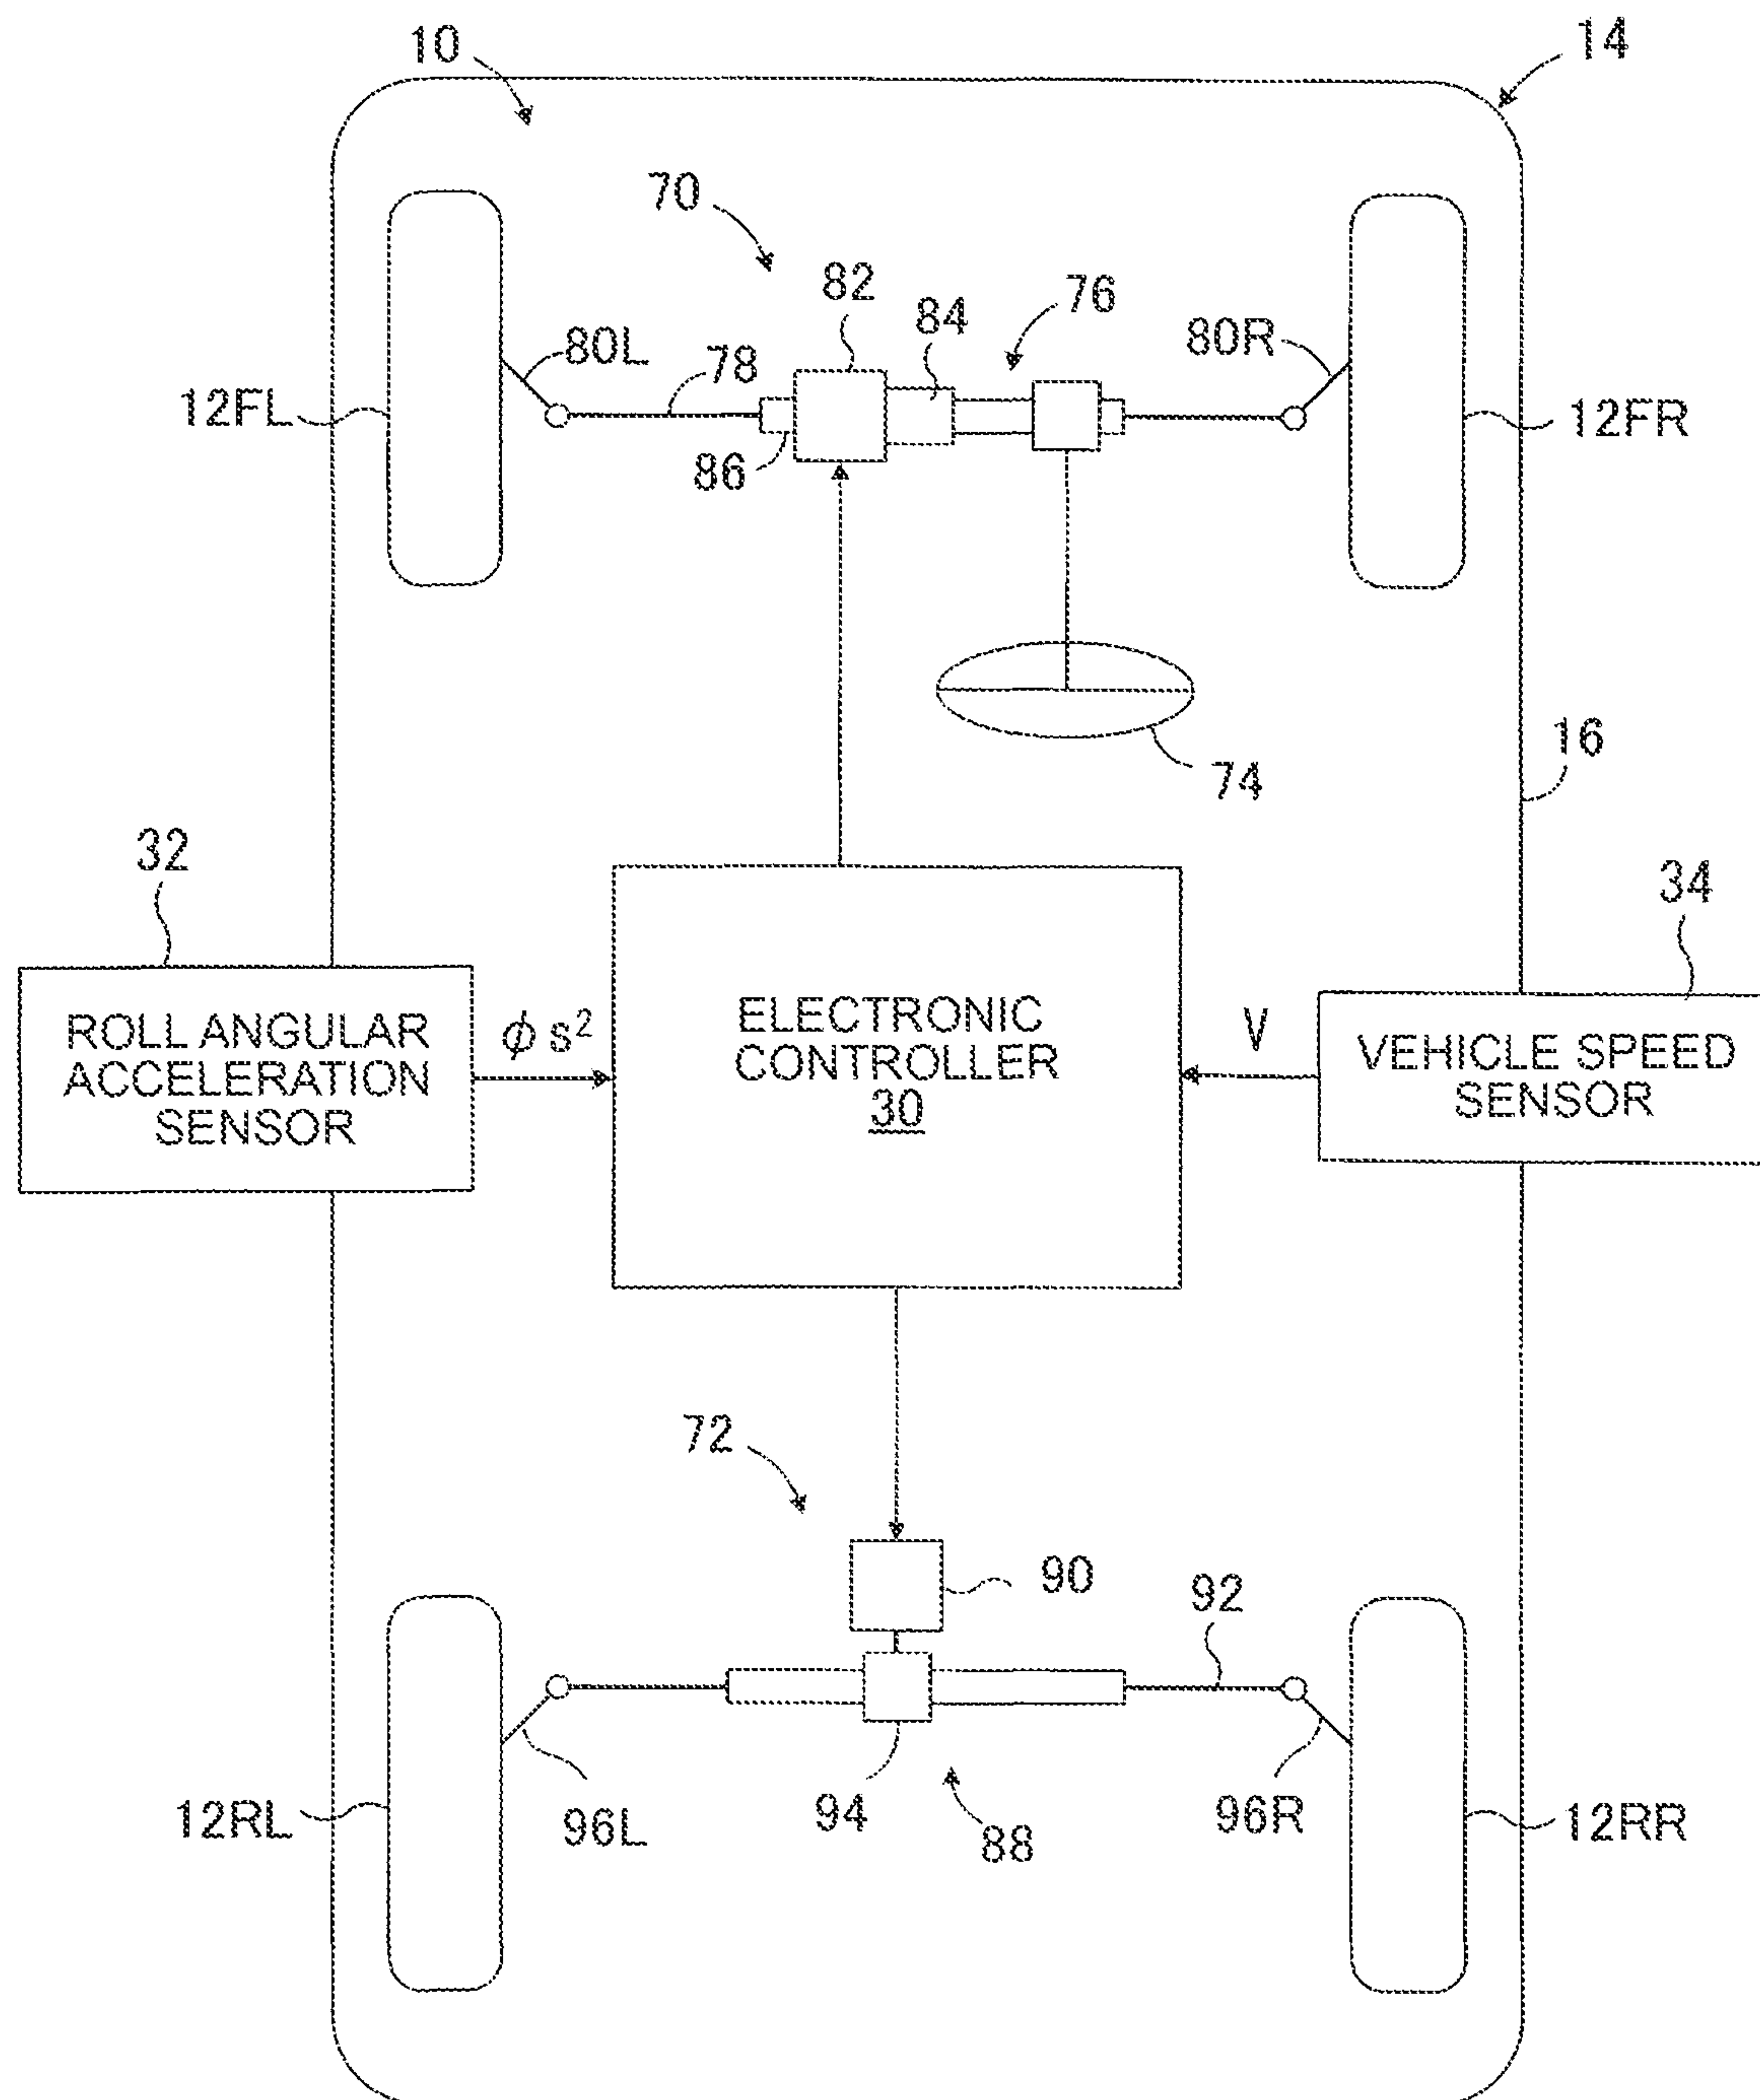 10
14
70
82
84
76
80L
78
80R
12FL
86
12FR
74
16
32
34
ROLL ANGULAR
ACCELERATION
SENSOR
ϕ s²
ELECTRONIC
CONTROLLER
30
V
VEHICLE SPEED
SENSOR
72
90
92
12RL
96L
94
88
96R
12RR